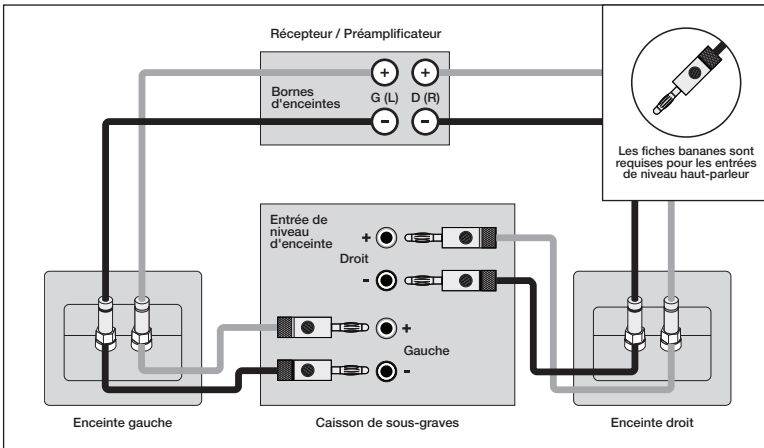 Récepteur / Préamplificateur
Bornes
d'enceintes
+ +
G (L) D (R)
- -
Les fiches bananes sont
requises pour les entrées
de niveau haut-parleur
Entrée de
niveau
d'enceinte
+
Droit
-
+
Gauche
-
Enceinte gauche
Caisson de sous-graves
Enceinte droit